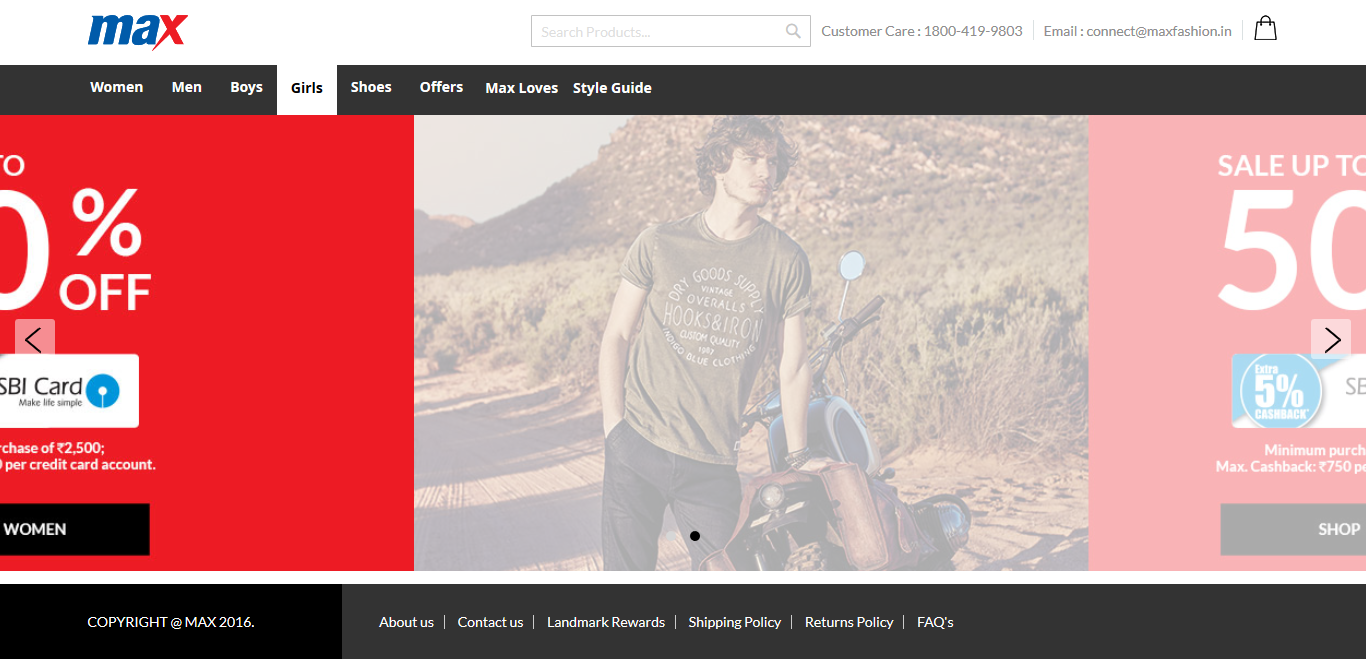 max
Search Products...
Customer Care : 1800-419-9803
Email : connect@maxfashion.in
Women
Men
Boys
Girls
Shoes
Offers
Max Loves
Style Guide
TO
0%
OFF
SBI Card
Make life simple
rchase of ₹2,500;
0 per credit card account.
WOMEN
DRY GOODS SUPPLY
VINTAGE
OVERALLS
HOOKS&IRON
CUSTOM QUALITY
1987
INDIGO BLUE CLOTHING
SALE UP TO
50
Extra
5%
CASHBACK*
SB
Minimum purch
Max. Cashback: ₹750 pe
SHOP
COPYRIGHT @ MAX 2016.
About us
Contact us
Landmark Rewards
Shipping Policy
Returns Policy
FAQ's